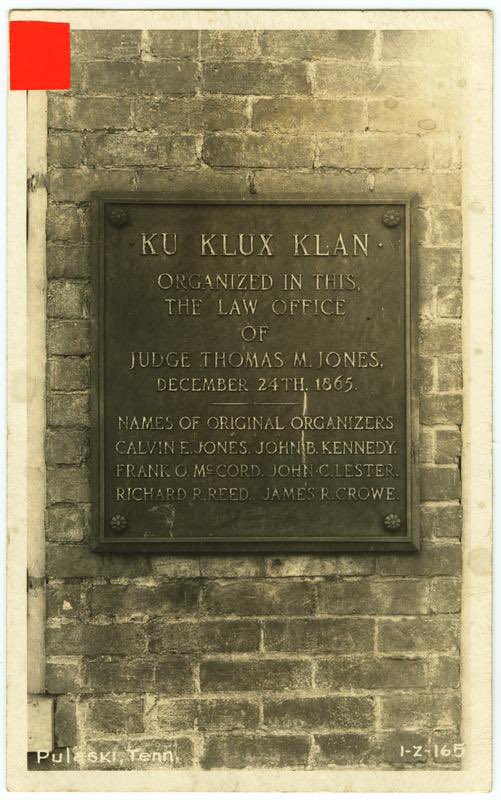 KU KLUX KLAN.
ORGANIZED IN THIS,
THE LAW OFFICE
OF
JUDGE THOMAS M. JONES,
DECEMBER 24TH, 1865.
NAMES OF ORIGINAL ORGANIZERS
CALVIN E. JONES. JOHN B. KENNEDY.
FRANK O. McCORD. JOHN C. LESTER.
RICHARD R. REED. JAMES R. CROWE.
Pulaski, Tenn. 1-Z-165